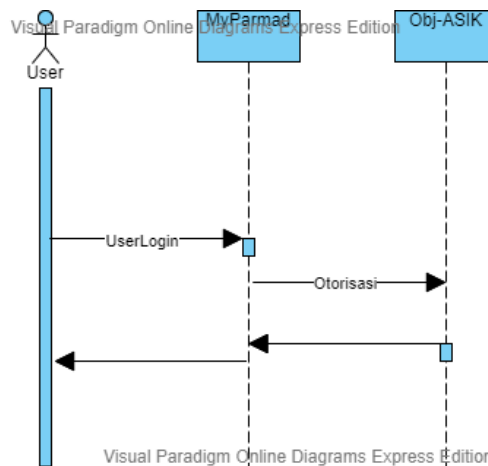 Visual Paradigm Online Diagrams Express Edition
MyParmad
Obj-ASIK
User
UserLogin
Otorisasi
Visual Paradigm Online Diagrams Express Edition